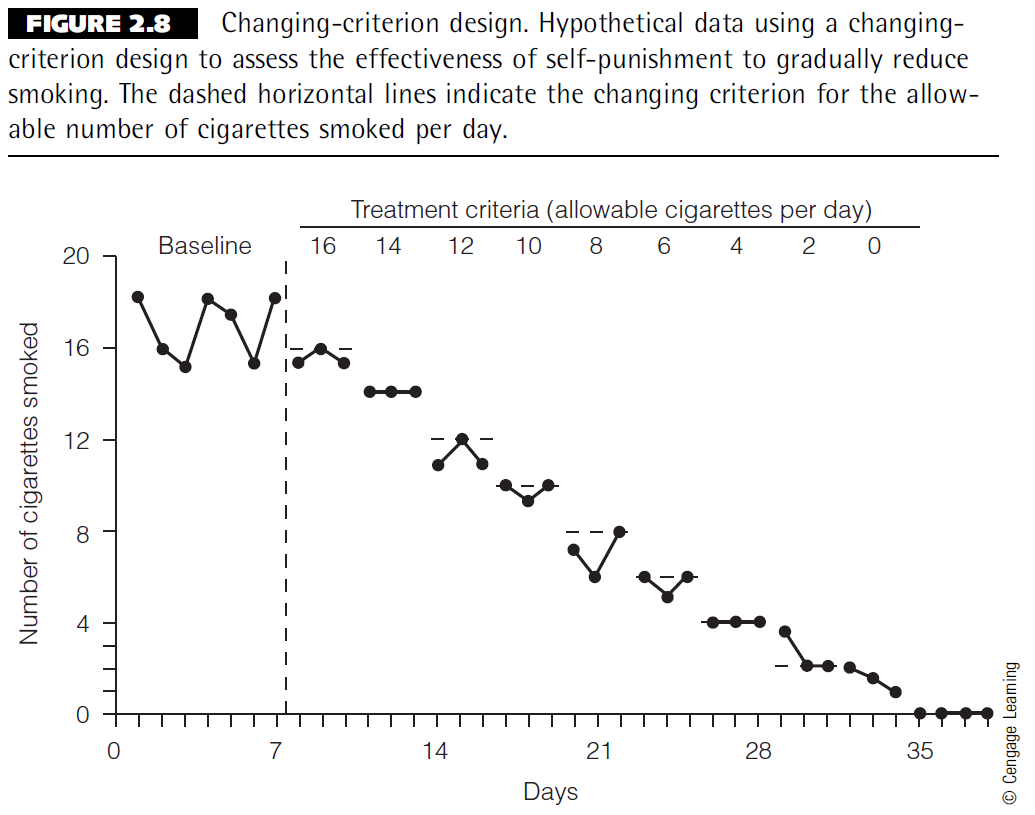 FIGURE 2.8 Changing-criterion design. Hypothetical data using a changing-
criterion design to assess the effectiveness of self-punishment to gradually reduce
smoking. The dashed horizontal lines indicate the changing criterion for the allow-
able number of cigarettes smoked per day.
Treatment criteria (allowable cigarettes per day)
Baseline 16 14 12 10 8 6 4 2 0
20
16
12
8
4
0
Number of cigarettes smoked
0 7 14 21 28 35
Days
© Cengage Learning